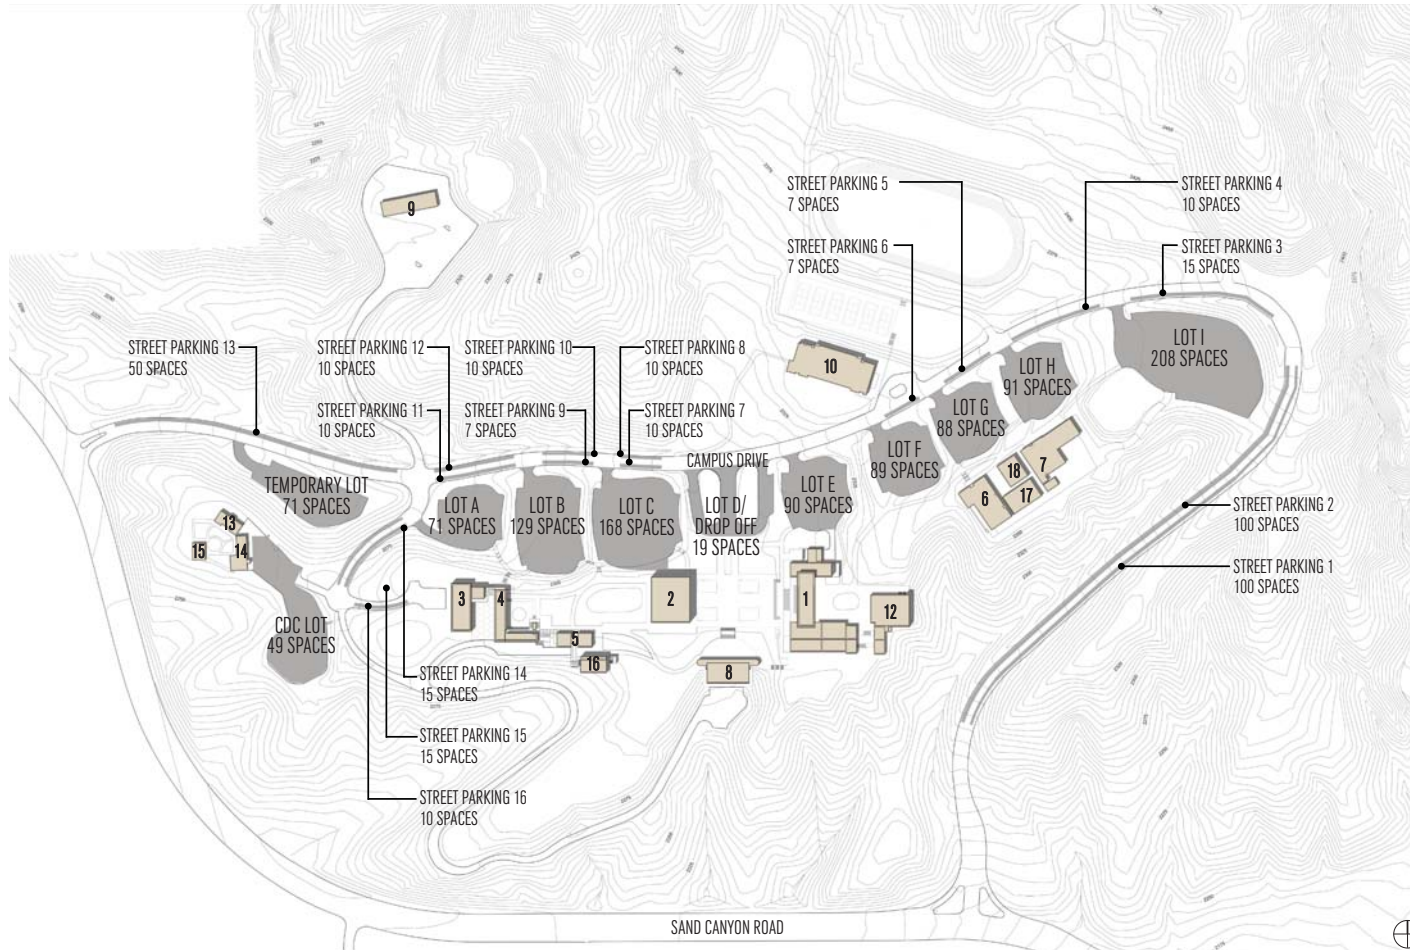 STREET PARKING 5
7 SPACES
STREET PARKING 4
10 SPACES
STREET PARKING 6
7 SPACES
STREET PARKING 3
15 SPACES
9
STREET PARKING 13
50 SPACES
STREET PARKING 12
10 SPACES
STREET PARKING 10
10 SPACES
STREET PARKING 8
10 SPACES
STREET PARKING 11
10 SPACES
STREET PARKING 9
7 SPACES
STREET PARKING 7
10 SPACES
10
LOT I
208 SPACES
LOT H
91 SPACES
LOT G
88 SPACES
LOT F
89 SPACES
CAMPUS DRIVE
TEMPORARY LOT
71 SPACES
LOT A
71 SPACES
LOT B
129 SPACES
LOT C
168 SPACES
LOT D/
DROP OFF
19 SPACES
LOT E
90 SPACES
18
7
6
17
STREET PARKING 2
100 SPACES
STREET PARKING 1
100 SPACES
13
15
14
3
4
2
1
12
5
16
8
CDC LOT
49 SPACES
STREET PARKING 14
15 SPACES
STREET PARKING 15
15 SPACES
STREET PARKING 16
10 SPACES
SAND CANYON ROAD